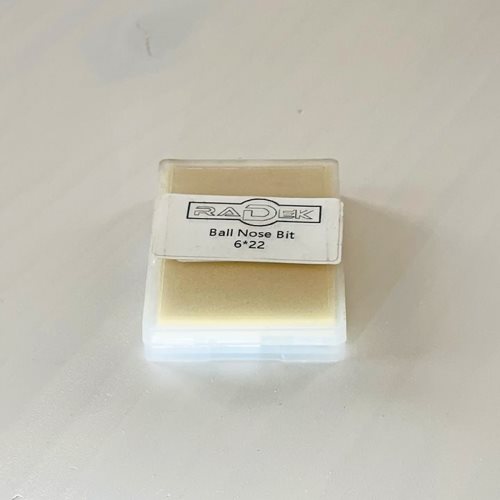 RADEK
Ball Nose Bit
6*22